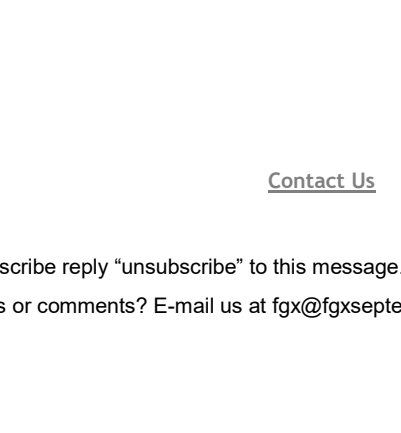 Contact Us
scribe reply “unsubscribe” to this message.
s or comments? E-mail us at fgx@fgxsepte